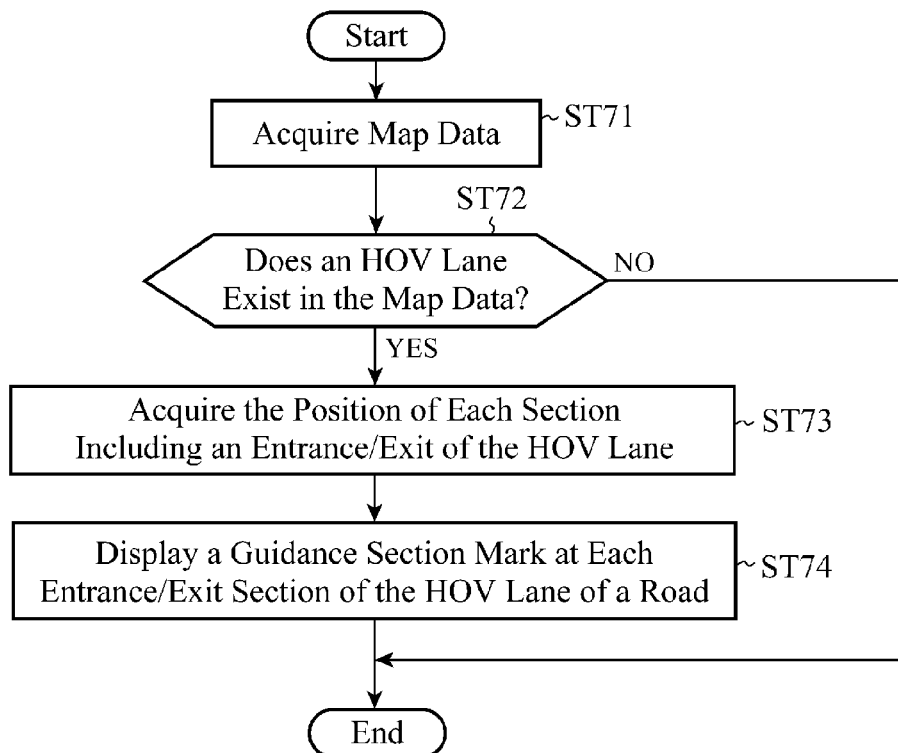 Start
Acquire Map Data
ST71
ST72
Does an HOV Lane
Exist in the Map Data?
NO
YES
Acquire the Position of Each Section
Including an Entrance/Exit of the HOV Lane
ST73
Display a Guidance Section Mark at Each
Entrance/Exit Section of the HOV Lane of a Road
ST74
End